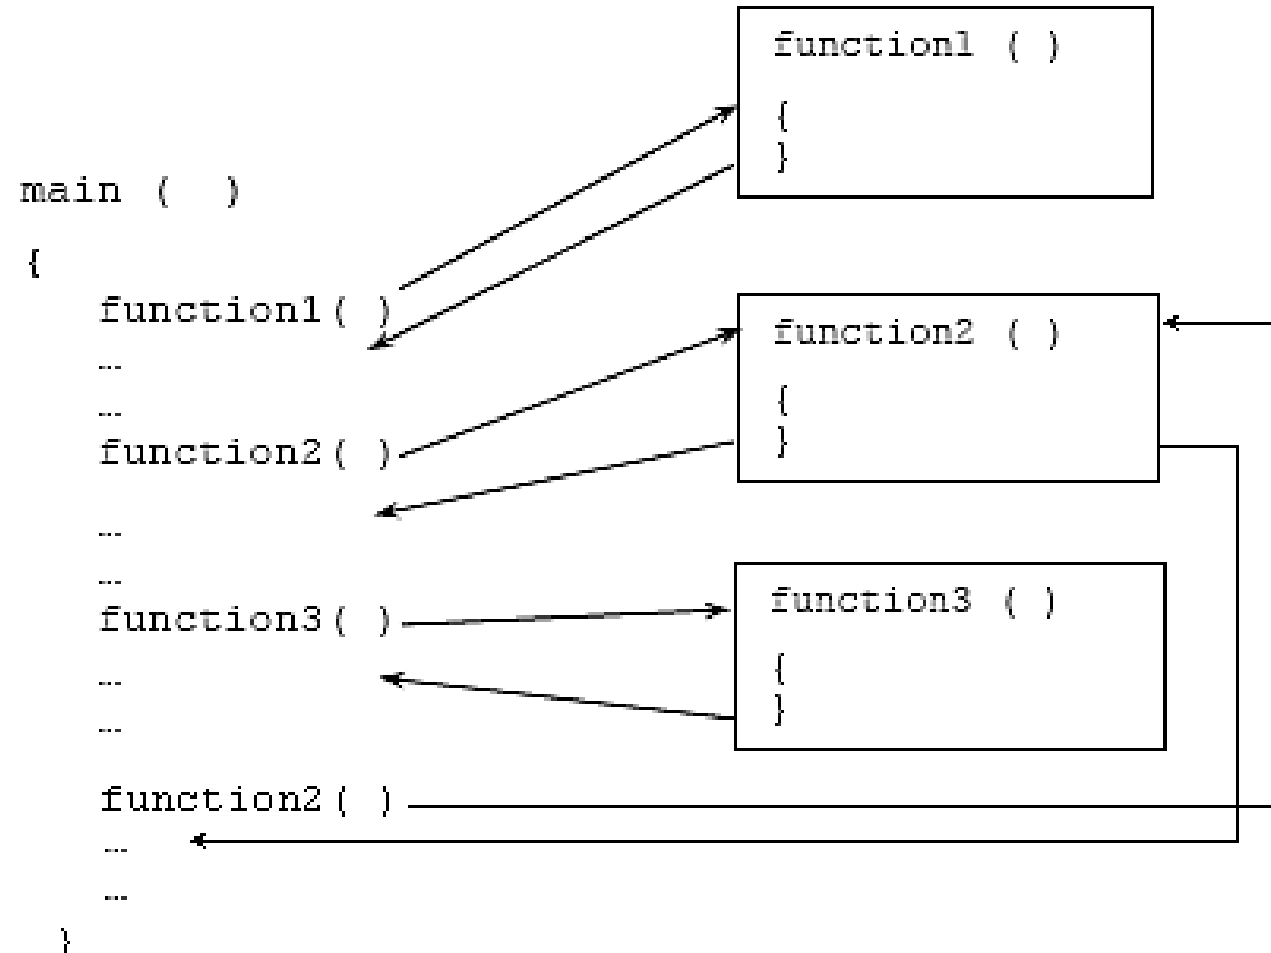 main ( )
{
function1( )
…
…
function2( )
…
…
function3( )
…
…
function2( )
…
…
}
function1 ( )
{
}
function2 ( )
{
}
function3 ( )
{
}